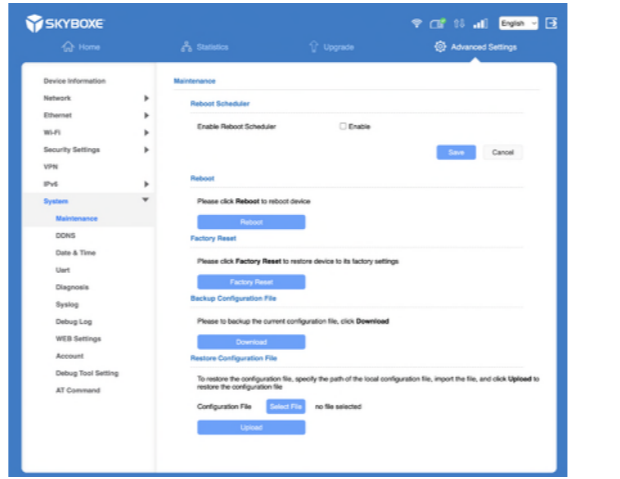 SKYBOXE
English
Home
Statistics
Upgrade
Advanced Settings
Device Information
Network
Ethernet
Wi-Fi
Security Settings
VPN
IPv6
System
Maintenance
DDNS
Date & Time
Uart
Diagnosis
Syslog
Debug Log
WEB Settings
Account
Debug Tool Setting
AT Command
Maintenance
Reboot Scheduler
Enable Reboot Scheduler
Enable
Save
Cancel
Reboot
Please click Reboot to reboot device
Reboot
Factory Reset
Please click Factory Reset to restore device to its factory settings
Factory Reset
Backup Configuration File
Please to backup the current configuration file, click Download
Download
Restore Configuration File
To restore the configuration file, specify the path of the local configuration file, import the file, and click Upload to
restore the configuration file
Configuration File
Select File
no file selected
Upload